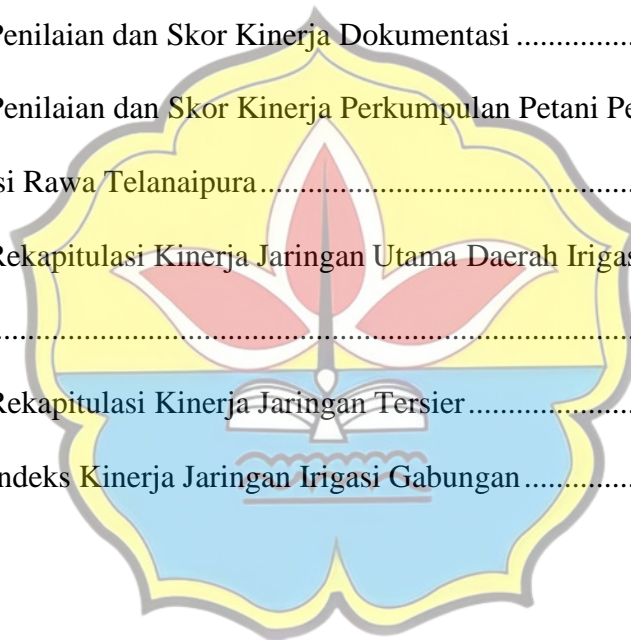 Penilaian dan Skor Kinerja Dokumentasi ................
Penilaian dan Skor Kinerja Perkumpulan Petani Pe
si Rawa Telanaipura.............................................
Rekapitulasi Kinerja Jaringan Utama Daerah Irigas
..............................................................................
Rekapitulasi Kinerja Jaringan Tersier....................
Indeks Kinerja Jaringan Irigasi Gabungan..............